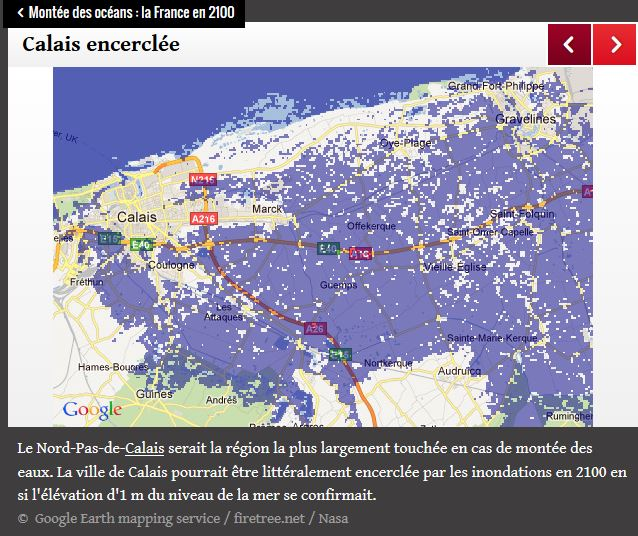 Montée des océans : la France en 2100
Calais encerclée
Grand-Fort-Philippe
Gravelines
er, UK
Oye-Plage
N216
Calais
A216
Marck
Offekerque
Saint-Folquin
Saint-Omer-Capelle
E15
E40
E40
A16
Coulogne
Vieille-Église
Fréthun
Guemps
Les
Attaques
A26
Sainte-Marie-Kerque
E15
Nortkerque
Hames-Boucres
Audruicq
Guînes
Andrés
Google
Le Nord-Pas-de-Calais serait la région la plus largement touchée en cas de montée des
eaux. La ville de Calais pourrait être littéralement encerclée par les inondations en 2100 en
si l'élévation d'1 m du niveau de la mer se confirmait.
© Google Earth mapping service / firetree.net / Nasa